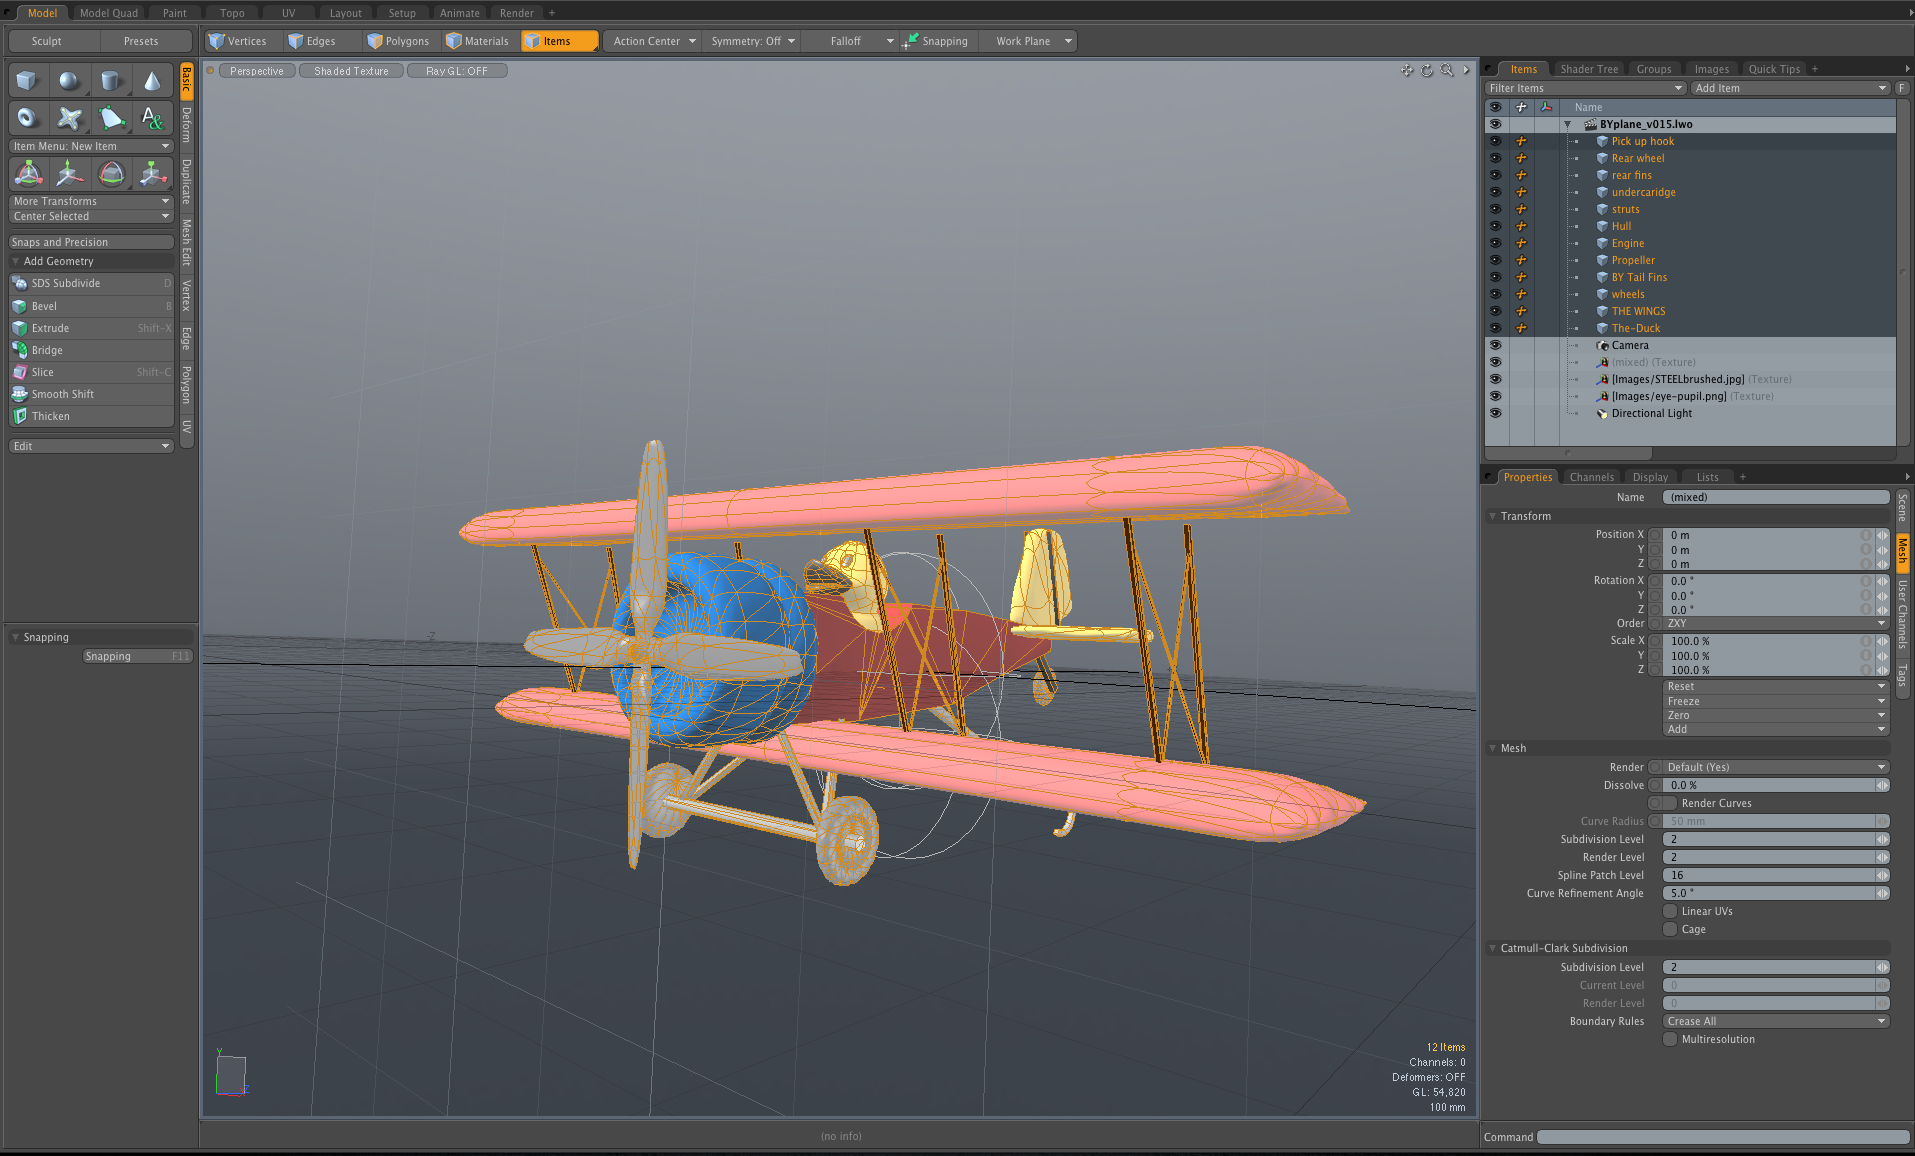 Model Model Quad Paint Topo UV Layout Setup Animate Render +
Sculpt Presets
Vertices Edges Polygons Materials Items Action Center Symmetry: Off Falloff Snapping Work Plane
Perspective Shaded Texture Ray GL: OFF
Basic
Deform
Duplicate
Mesh Edit
Vertex
Edge
Polygon
UV
A&
Item Menu: New Item
More Transforms
Center Selected
Snaps and Precision
Add Geometry
SDS Subdivide D
Bevel B
Extrude Shift-X
Bridge
Slice Shift-C
Smooth Shift
Thicken
Edit
Snapping
Snapping F11
-Z
Y
Z
12 Items
Channels: 0
Deformers: OFF
GL: 54,820
100 mm
(no info)
Items Shader Tree Groups Images Quick Tips +
Filter Items Add Item F
Name
BYplane_v015.lwo
Pick up hook
Rear wheel
rear fins
undercaridge
struts
Hull
Engine
Propeller
BY Tail Fins
wheels
THE WINGS
The-Duck
Camera
(mixed) (Texture)
[Images/STEELbrushed.jpg] (Texture)
[Images/eye-pupil.png] (Texture)
Directional Light
Properties Channels Display Lists +
Name (mixed)
Transform
Position X 0 m
Y 0 m
Z 0 m
Rotation X 0.0 °
Y 0.0 °
Z 0.0 °
Order ZXY
Scale X 100.0 %
Y 100.0 %
Z 100.0 %
Reset
Freeze
Zero
Add
Mesh
Render Default (Yes)
Dissolve 0.0 %
Render Curves
Curve Radius 50 mm
Subdivision Level 2
Render Level 2
Spline Patch Level 16
Curve Refinement Angle 5.0 °
Linear UVs
Cage
Catmull-Clark Subdivision
Subdivision Level 2
Current Level 0
Render Level 0
Boundary Rules Crease All
Multiresolution
Scene
Mesh
User Channels
Tags
Command